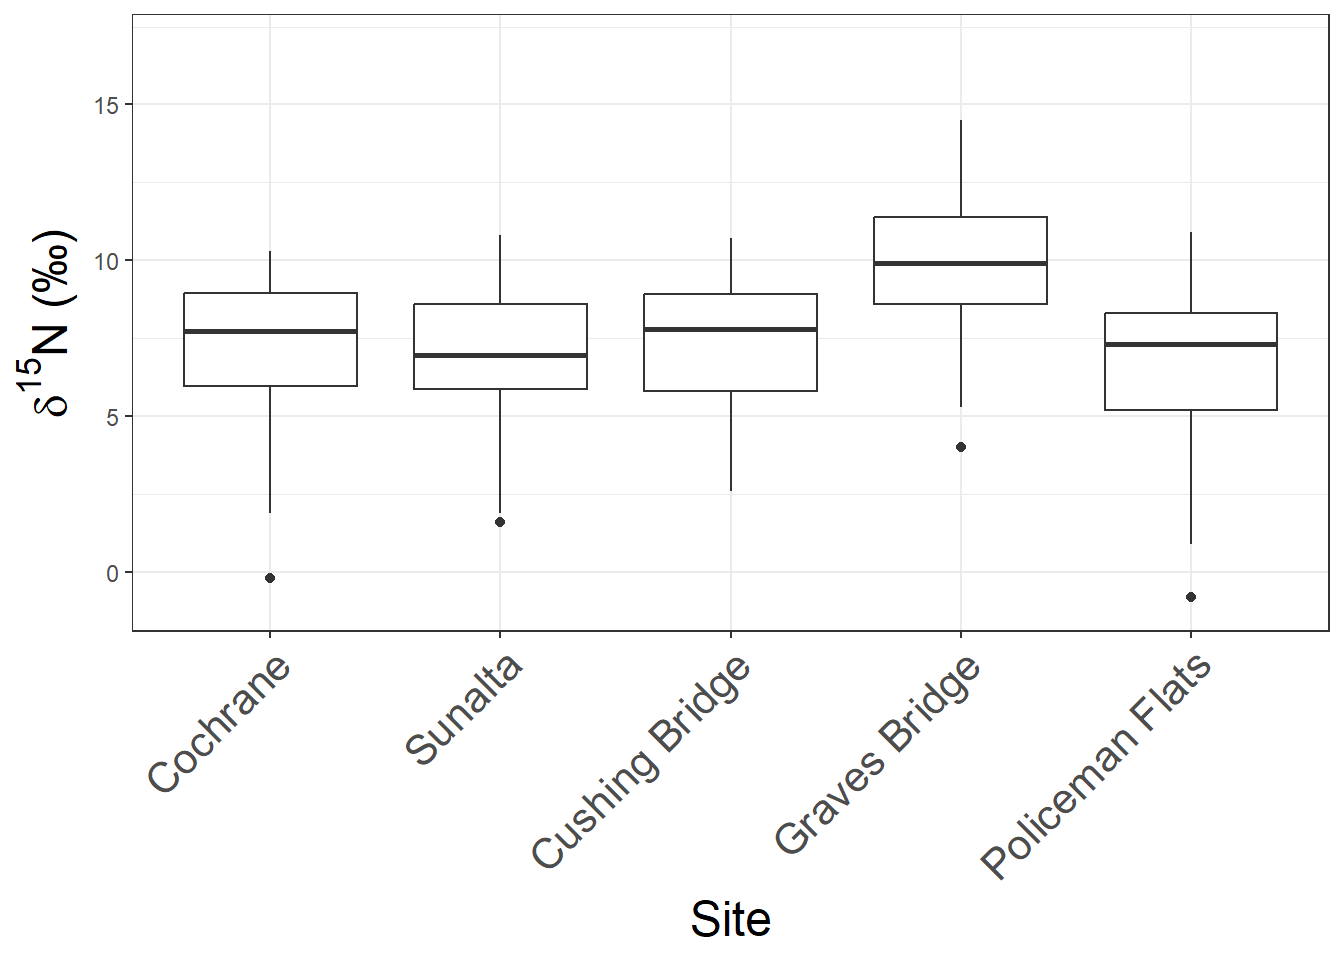 δ15N (‰)
15
10
5
0
Cochrane
Sunalta
Cushing Bridge
Graves Bridge
Policeman Flats
Site